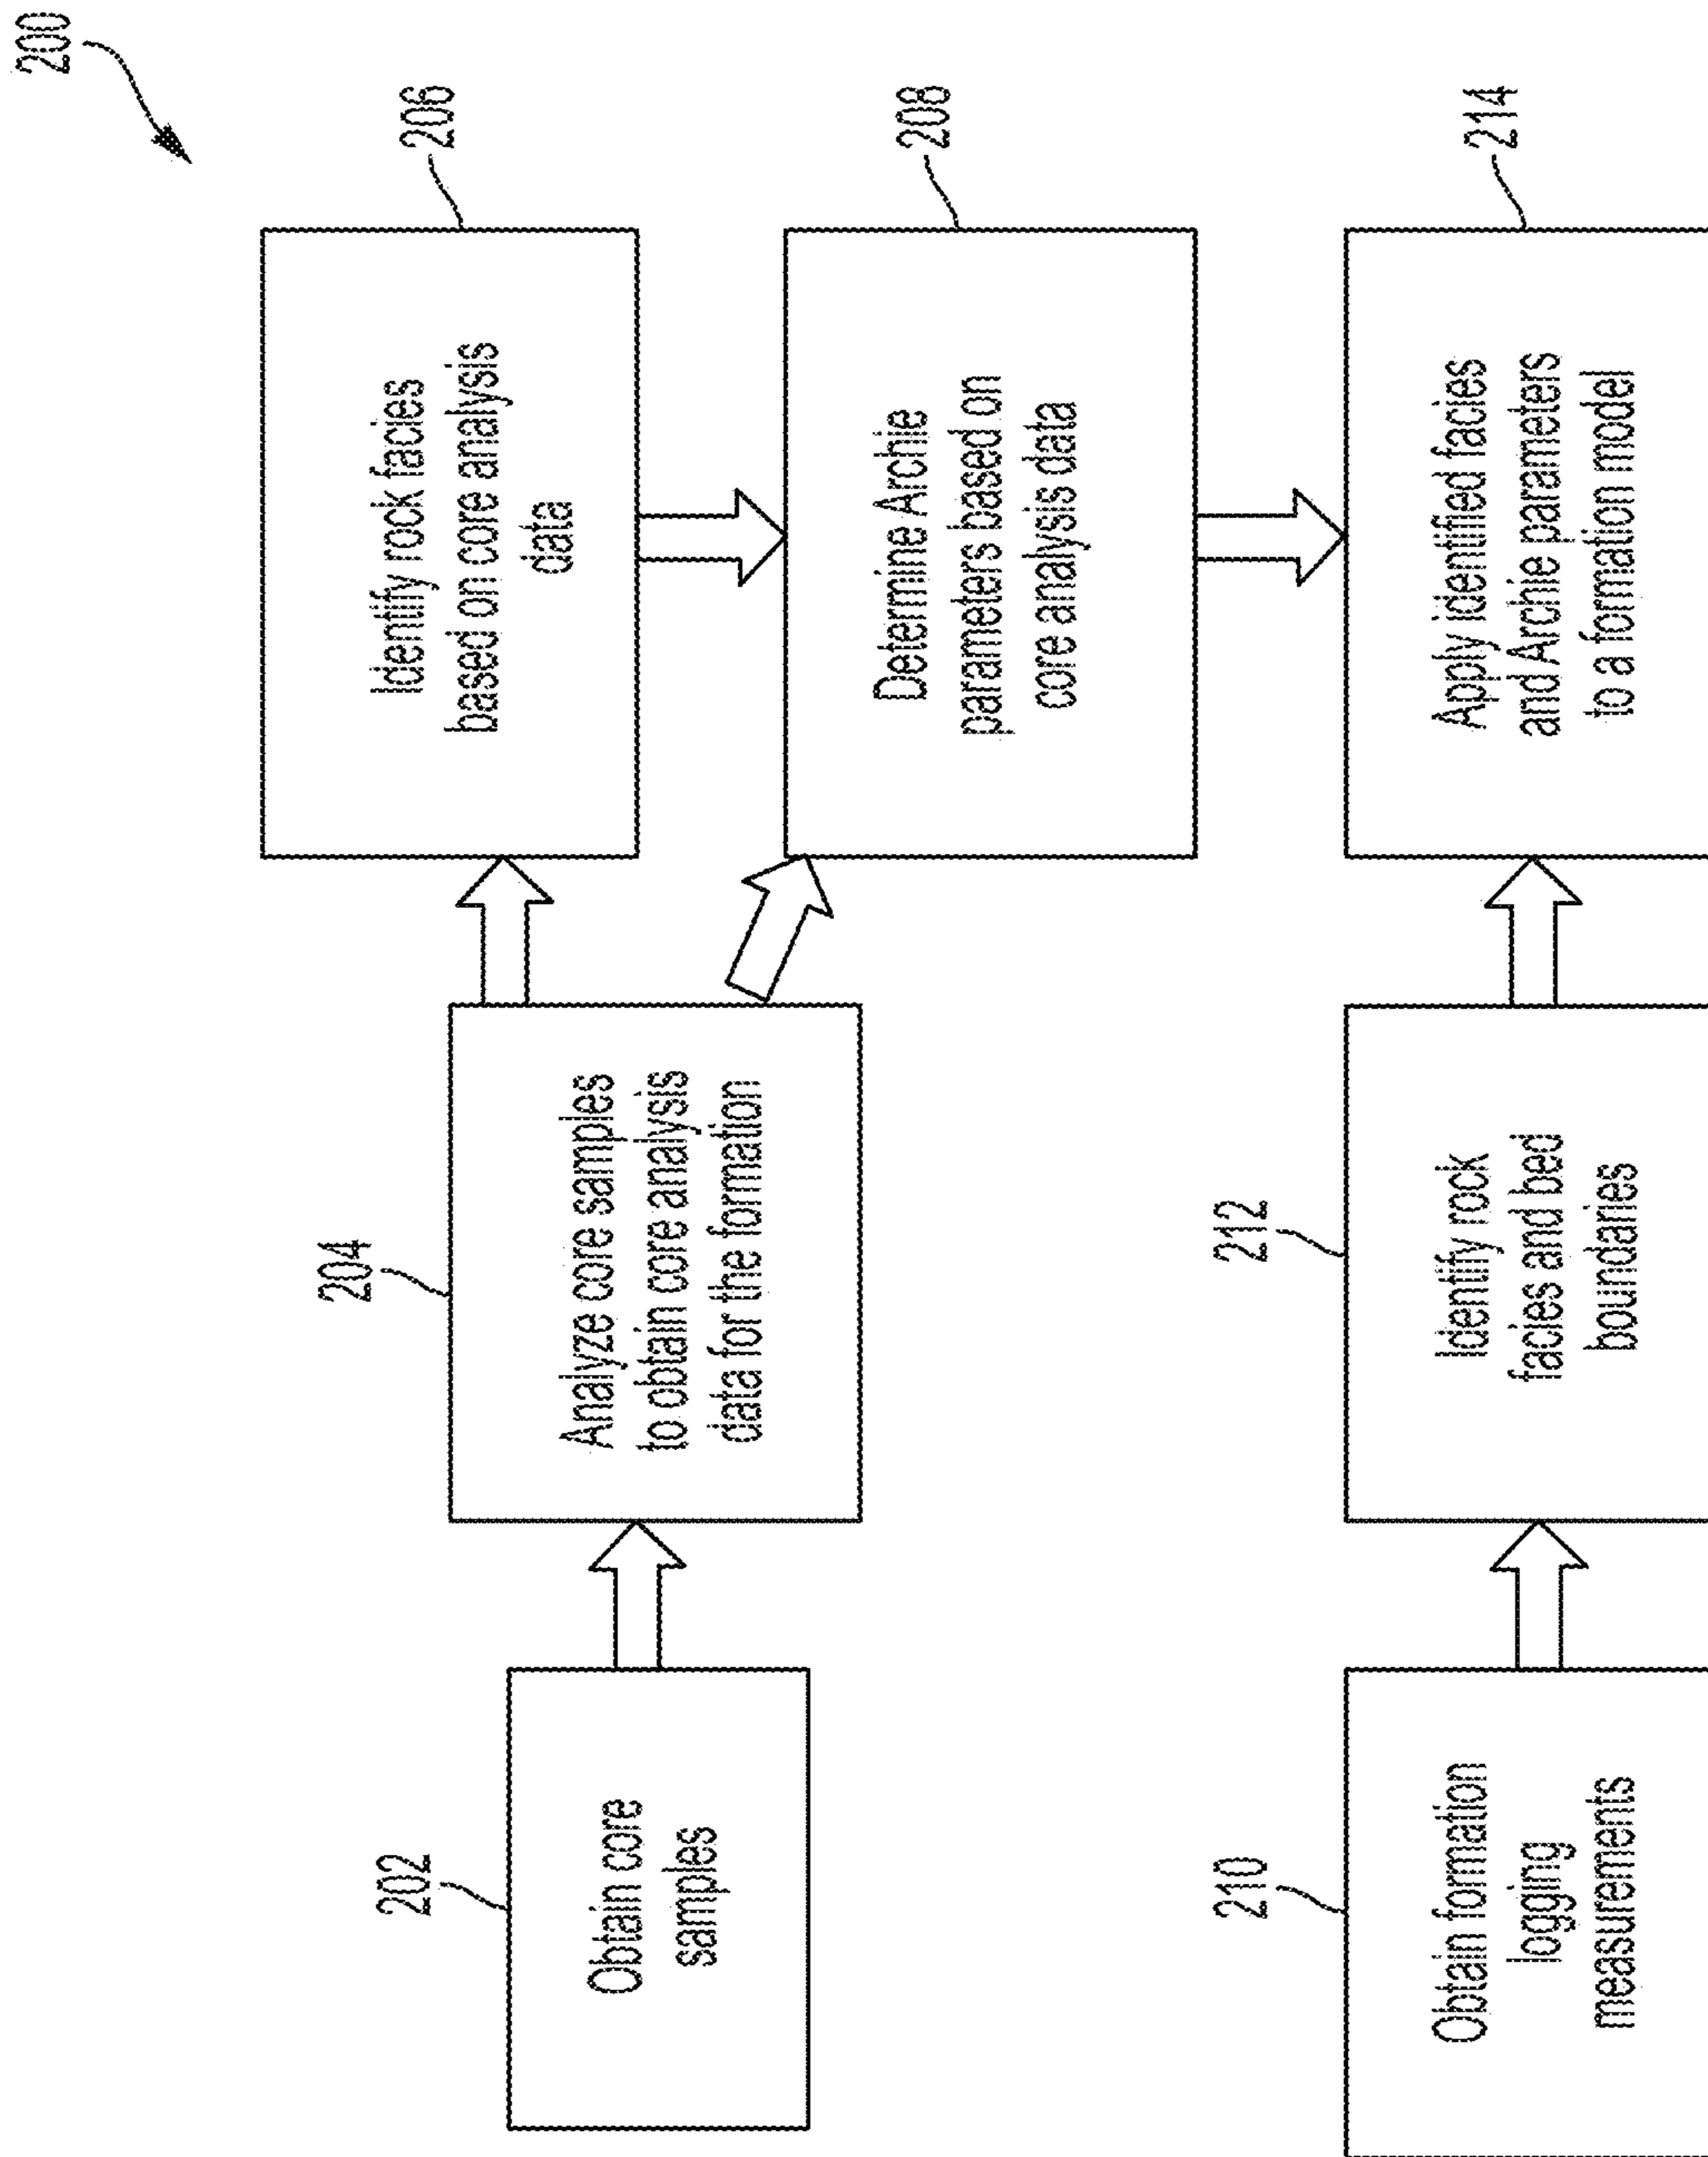 200
202
Obtain core
samples
204
Analyze core samples
to obtain core analysis
data for the formation
206
Identify rock facies
based on core analysis
data
208
Determine Archie
parameters based on
core analysis data
210
Obtain formation
logging
measurements
212
Identify rock
facies and bed
boundaries
214
Apply identified facies
and Archie parameters
to a formation model